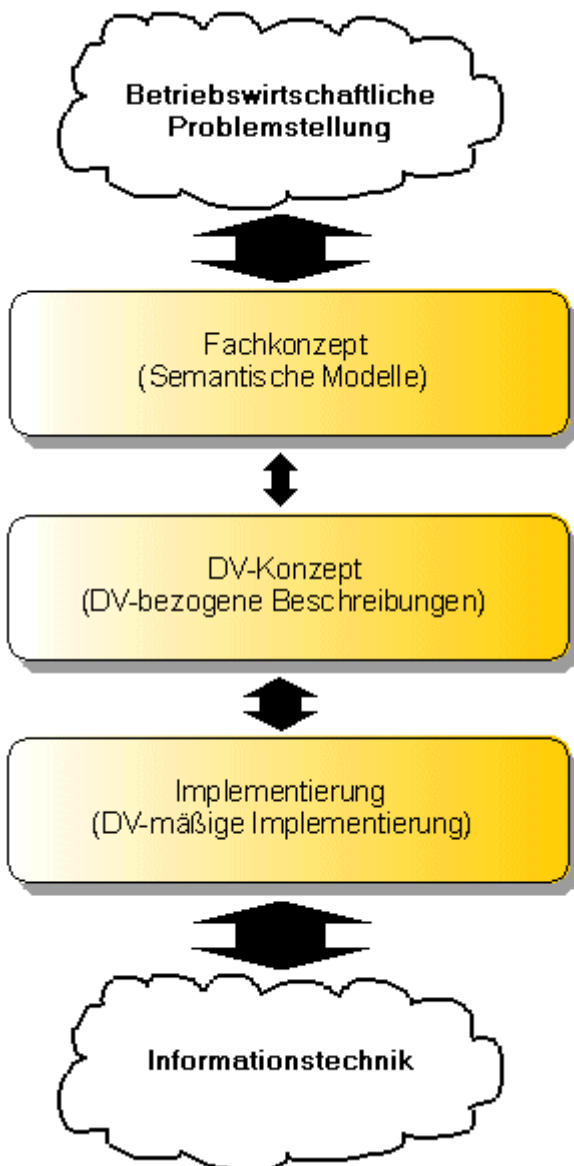 Betriebswirtschaftliche
Problemstellung
Fachkonzept
(Semantische Modelle)
DV-Konzept
(DV-bezogene Beschreibungen)
Implementierung
(DV-mäßige Implementierung)
Informationstechnik